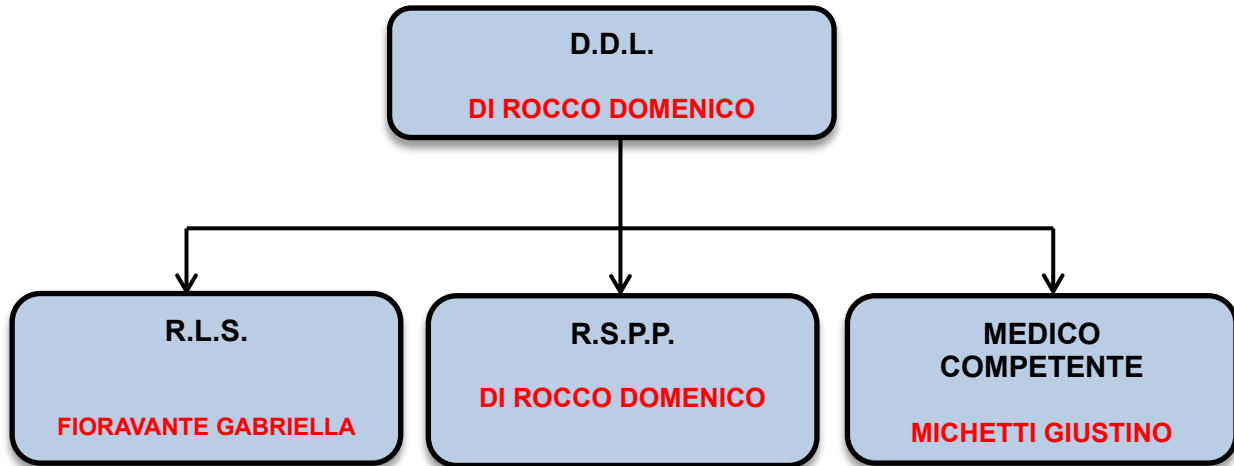 D.D.L.
DI ROCCO DOMENICO
R.L.S.
FIORAVANTE GABRIELLA
R.S.P.P.
DI ROCCO DOMENICO
MEDICO
COMPETENTE
MICHETTI GIUSTINO